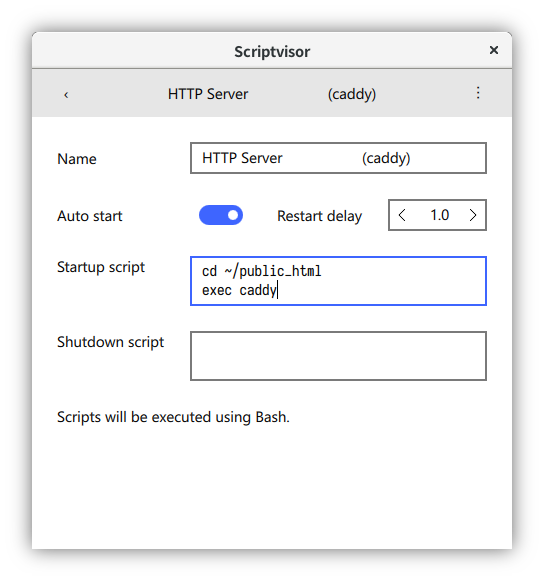 Scriptvisor
HTTP Server (caddy)
Name HTTP Server (caddy)
Auto start Restart delay 1.0
Startup script cd ~/public_html
exec caddy
Shutdown script
Scripts will be executed using Bash.